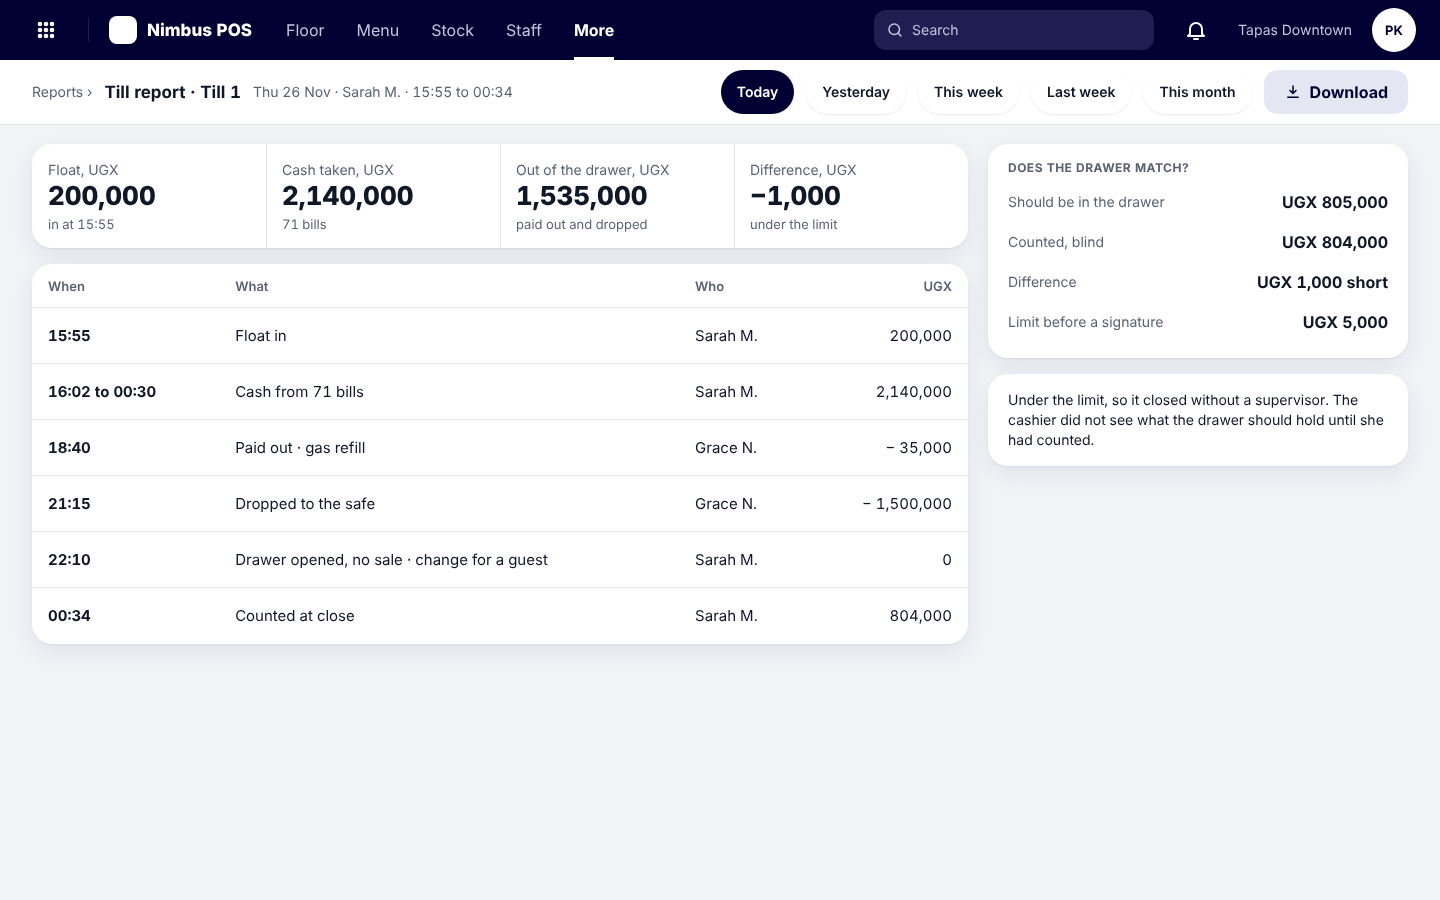 Nimbus POS
Floor
Menu
Stock
Staff
More
Search
Tapas Downtown
PK
Reports ›
Till report · Till 1
Thu 26 Nov · Sarah M. · 15:55 to 00:34
Today
Yesterday
This week
Last week
This month
Download
Float, UGX
200,000
in at 15:55
Cash taken, UGX
2,140,000
71 bills
Out of the drawer, UGX
1,535,000
paid out and dropped
Difference, UGX
−1,000
under the limit
When What Who UGX
15:55 Float in Sarah M. 200,000
16:02 to 00:30 Cash from 71 bills Sarah M. 2,140,000
18:40 Paid out · gas refill Grace N. − 35,000
21:15 Dropped to the safe Grace N. − 1,500,000
22:10 Drawer opened, no sale · change for a guest Sarah M. 0
00:34 Counted at close Sarah M. 804,000
DOES THE DRAWER MATCH?
Should be in the drawer UGX 805,000
Counted, blind UGX 804,000
Difference UGX 1,000 short
Limit before a signature UGX 5,000
Under the limit, so it closed without a supervisor. The
cashier did not see what the drawer should hold until she
had counted.